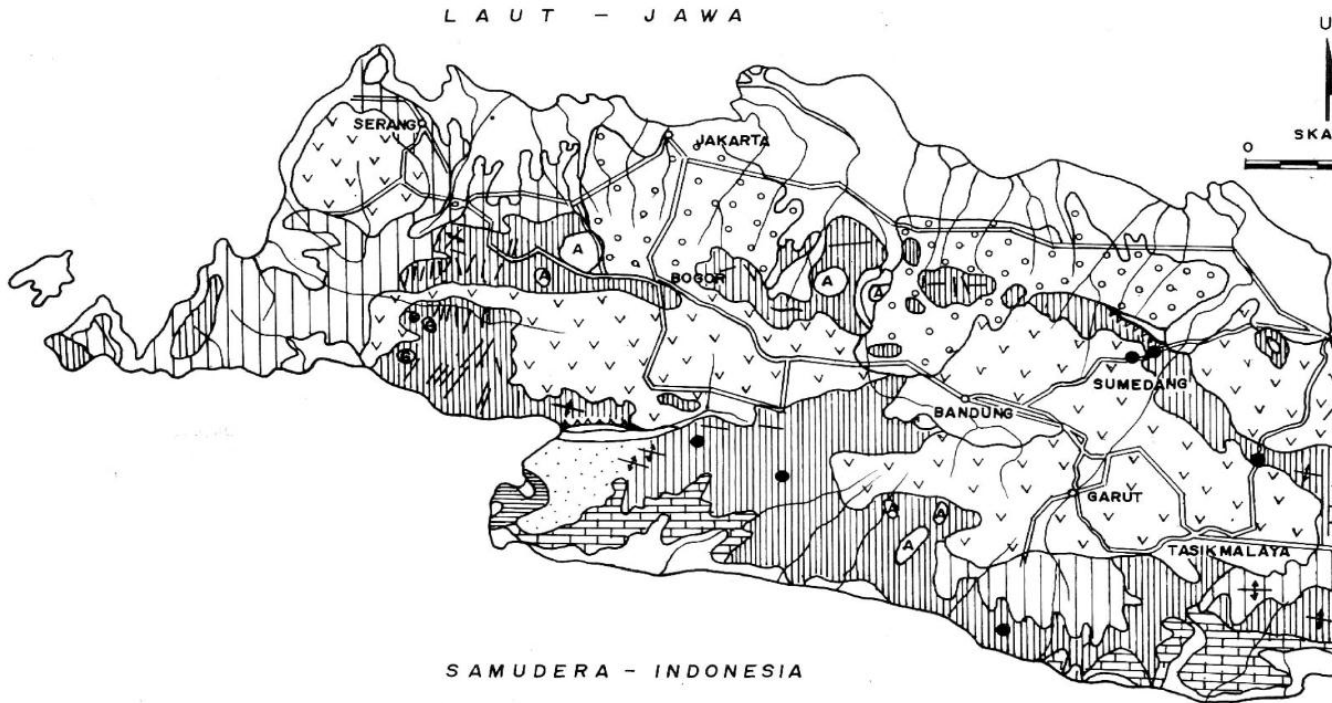 LAUT - JAWA
U
SKA
0
SERANG
JAKARTA
A
A
BOGOR
A
A
G
G
SUMEDANG
BANDUNG
GARUT
A
A
A
TASIKMALAYA
SAMUDERA - INDONESIA